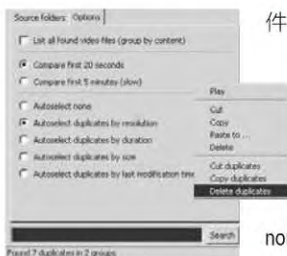 Source folders Options
List all found video files (group by content)
Compare first 20 seconds
Compare first 5 minutes (slow)
Autoselect none
Autoselect duplicates by resolution
Autoselect duplicates by duration
Autoselect duplicates by size
Autoselect duplicates by last modification time
Play
Cut
Copy
Paste to ...
Delete
Cut duplicates
Copy duplicates
Delete duplicates
Search
Found 7 duplicates in 2 groups
件
no